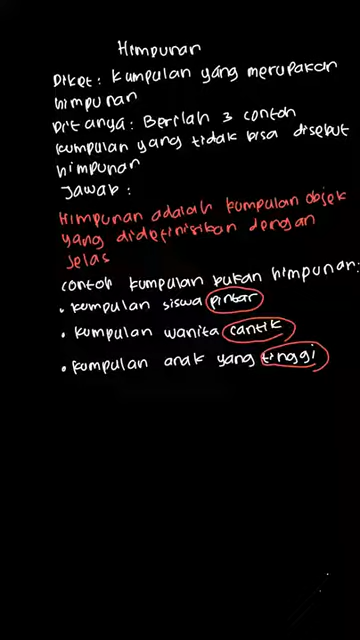 Himpunan
Diket: Kumpulan yang merupakan
himpunan
Ditanya: Berilah 3 contoh
kumpulan yang tidak bisa disebut
himpunan
Jawab:
Himpunan adalah kumpulan objek
yang didefinisikan dengan
jelas
contoh kumpulan bukan himpunan:
• kumpulan siswa pintar
• kumpulan wanita cantik
• kumpulan anak yang tinggi